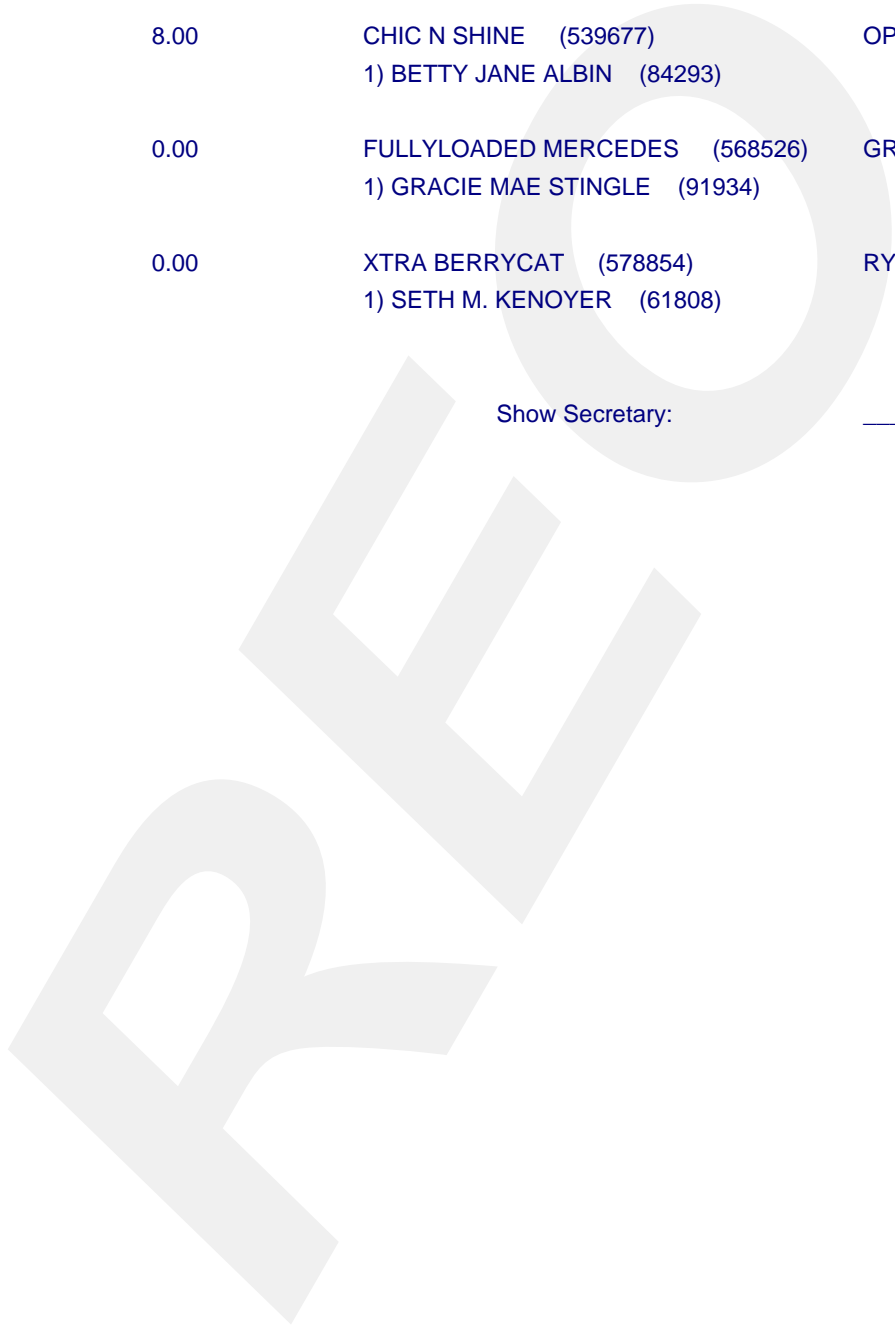 8.00 CHIC N SHINE (539677) OP
1) BETTY JANE ALBIN (84293)
0.00 FULLYLOADED MERCEDES (568526) GR
1) GRACIE MAE STINGLE (91934)
0.00 XTRA BERRYCAT (578854) RY
1) SETH M. KENOYER (61808)
Show Secretary: __
REO